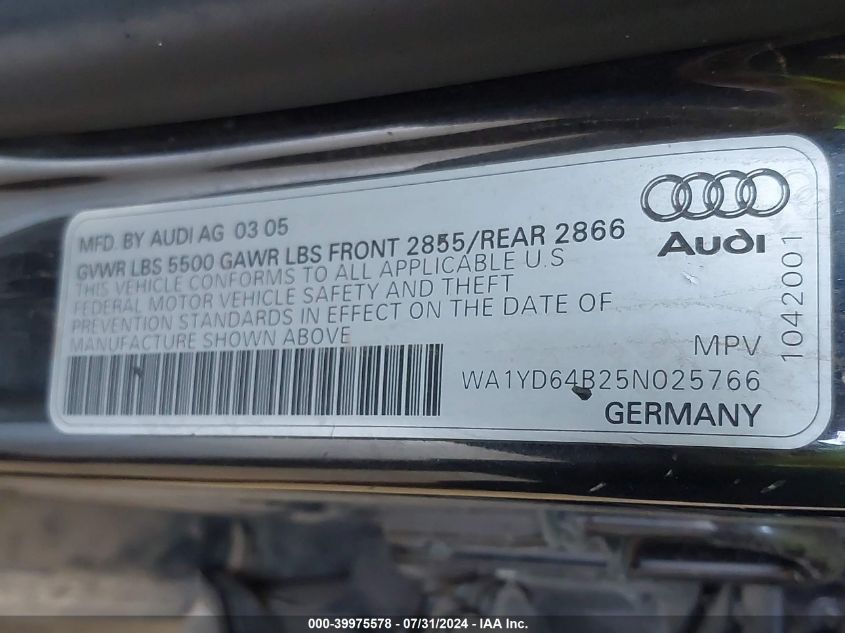 MFD. BY AUDI AG 03 05
GVWR LBS 5500 GAWR LBS FRONT 2855/REAR 2866
THIS VEHICLE CONFORMS TO ALL APPLICABLE U.S
FEDERAL MOTOR VEHICLE SAFETY AND THEFT
PREVENTION STANDARDS IN EFFECT ON THE DATE OF
MANUFACTURE SHOWN ABOVE
Audi
1042001
MPV
WA1YD64B25N025766
GERMANY
000-39975578 - 07/31/2024 - IAA Inc.